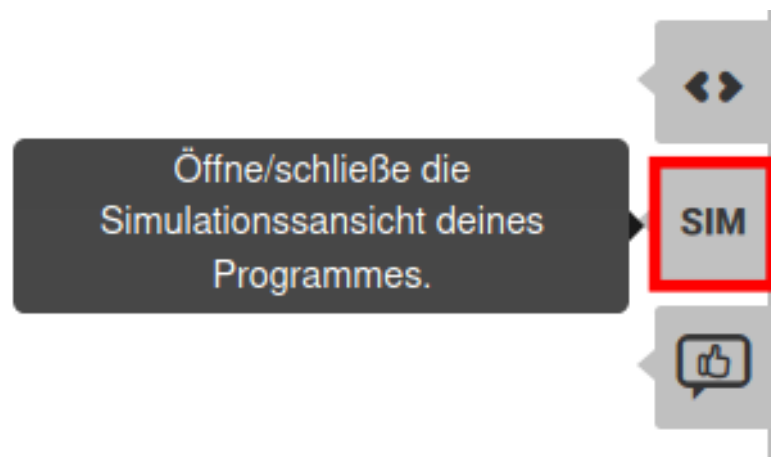 Öffne/schließe die
Simulationssansicht deines
Programmes.
SIM